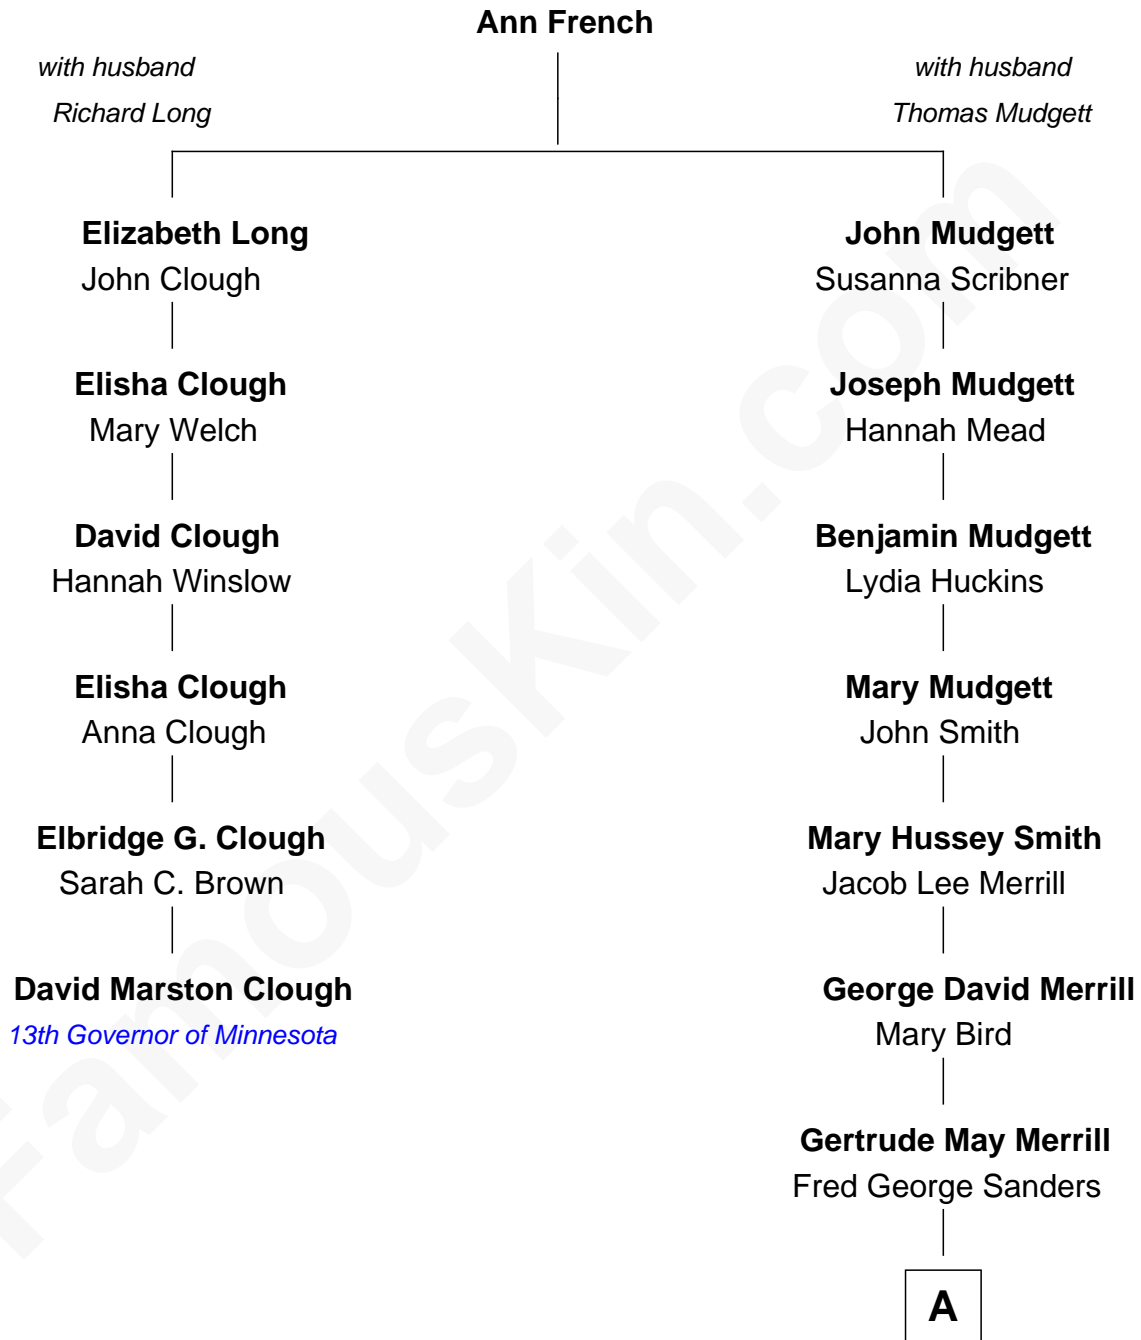 Ann French
with husband
Richard Long
with husband
Thomas Mudgett
Elizabeth Long
John Clough
John Mudgett
Susanna Scribner
Elisha Clough
Mary Welch
Joseph Mudgett
Hannah Mead
David Clough
Hannah Winslow
Benjamin Mudgett
Lydia Huckins
Elisha Clough
Anna Clough
Mary Mudgett
John Smith
Elbridge G. Clough
Sarah C. Brown
Mary Hussey Smith
Jacob Lee Merrill
David Marston Clough
13th Governor of Minnesota
George David Merrill
Mary Bird
Gertrude May Merrill
Fred George Sanders
A
FamousKin.com